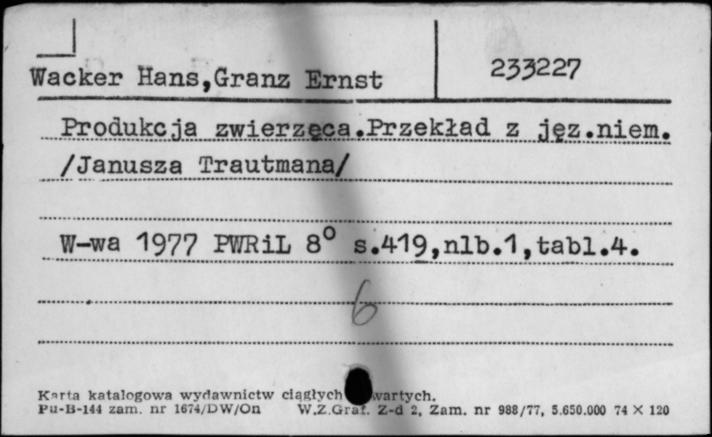 Wacker Hans,Granz Ernst 233227
Produkcja zwierzęca.Przekład z jęz.niem.
/Janusza Trautmana/
W-wa 1977 PWRiL 8° s.419,nlb.1,tabl.4.
6
Karta katalogowa wydawnictw ciągłych wartych.
Pu-B-144 zam. nr 1674/DW/On W.Z.Graf. Z-d 2, Zam. nr 988/77, 5.650.000 74 × 120